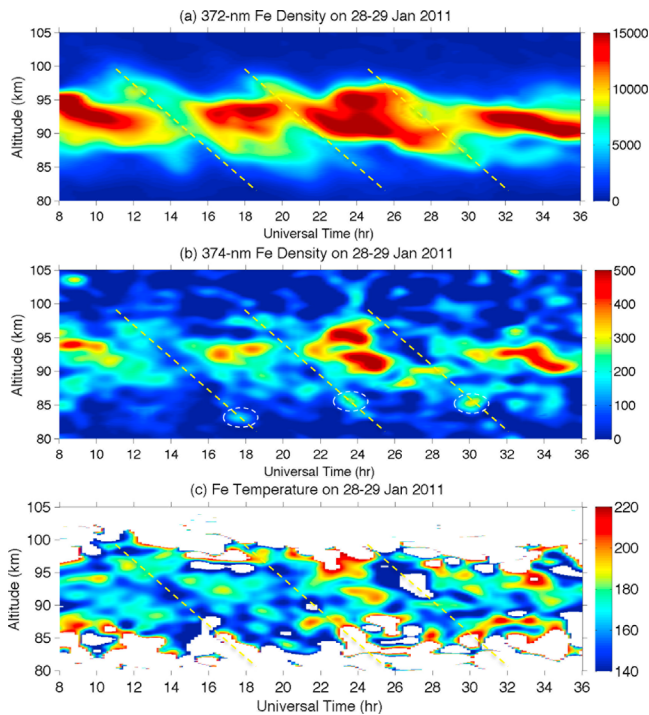 (a) 372-nm Fe Density on 28-29 Jan 2011
105
100
95
90
85
80
Altitude (km)
8 10 12 14 16 18 20 22 24 26 28 30 32 34 36
Universal Time (hr)
15000
10000
5000
0
(b) 374-nm Fe Density on 28-29 Jan 2011
105
100
95
90
85
80
Altitude (km)
8 10 12 14 16 18 20 22 24 26 28 30 32 34 36
Universal Time (hr)
500
400
300
200
100
0
(c) Fe Temperature on 28-29 Jan 2011
105
100
95
90
85
80
Altitude (km)
8 10 12 14 16 18 20 22 24 26 28 30 32 34 36
Universal Time (hr)
220
200
180
160
140